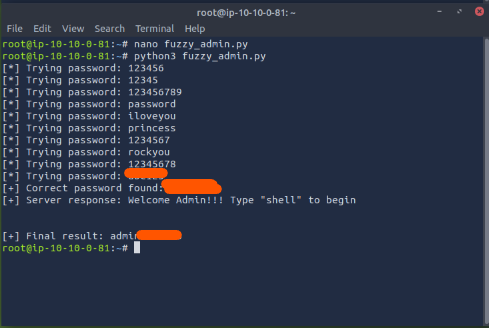 root@ip-10-10-0-81: ~
File Edit View Search Terminal Help
root@ip-10-10-0-81:~# nano fuzzy_admin.py
root@ip-10-10-0-81:~# python3 fuzzy_admin.py
[*] Trying password: 123456
[*] Trying password: 12345
[*] Trying password: 123456789
[*] Trying password: password
[*] Trying password: iloveyou
[*] Trying password: princess
[*] Trying password: 1234567
[*] Trying password: rockyou
[*] Trying password: 12345678
[*] Trying password:
[+] Correct password found:
[+] Server response: Welcome Admin!!! Type "shell" to begin
[+] Final result: admin
root@ip-10-10-0-81:~#